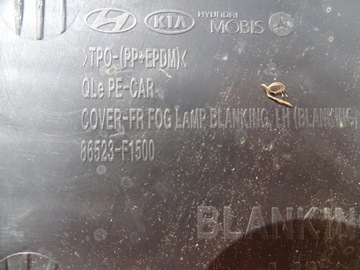 KIA HYUNDAI
MOBIS
>TPO-(PP+EPDM)<
QLe PE-CAR
COVER-FR FOG LAMP BLANKING, LH (BLANKING)
86523-F1500
BLANKIN